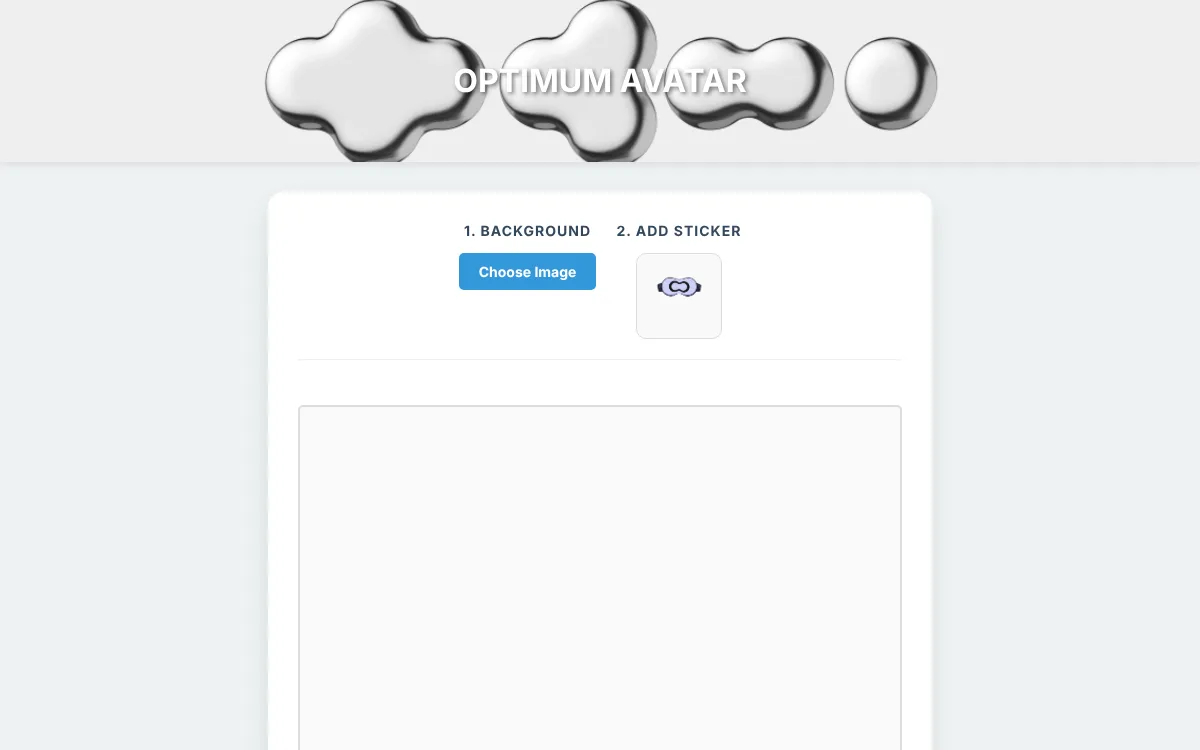 OPTIMUM AVATAR
1. BACKGROUND
2. ADD STICKER
Choose Image